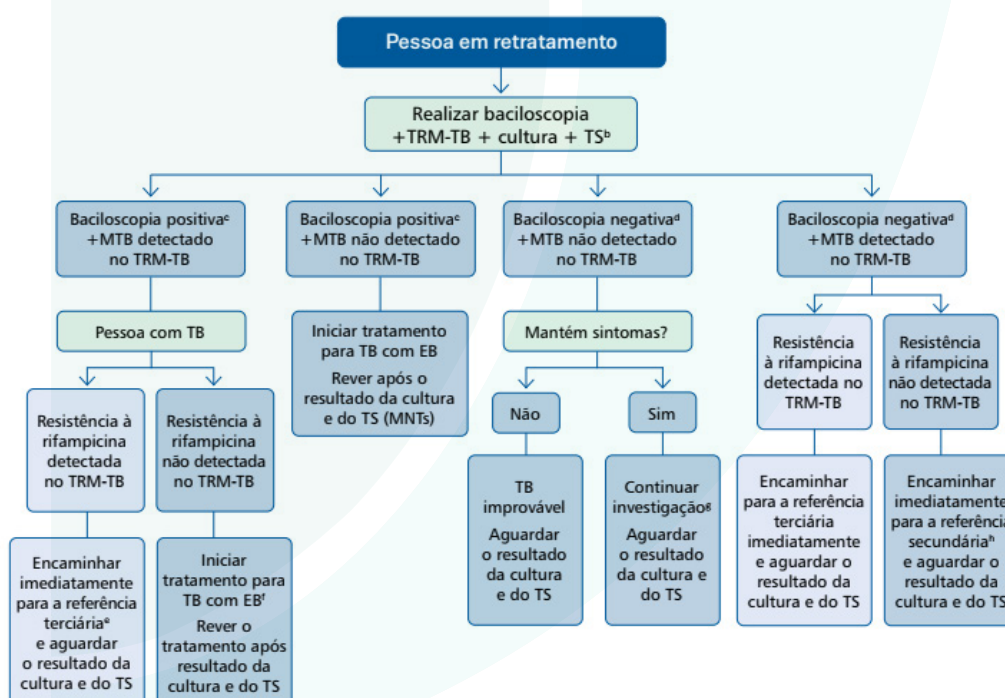 Pessoa em retratamento
Realizar baciloscopia
+TRM-TB + cultura + TSᵇ
Baciloscopia positivaᶜ
+MTB detectado
no TRM-TB
Baciloscopia positivaᶜ
+MTB não detectado
no TRM-TB
Baciloscopia negativaᵈ
+MTB não detectado
no TRM-TB
Baciloscopia negativaᵈ
+MTB detectado
no TRM-TB
Pessoa com TB
Iniciar tratamento
para TB com EB
Rever após o
resultado da cultura
e do TS (MNTs)
Mantém sintomas?
Resistência
à rifampicina
detectada no
TRM-TB
Resistência
à rifampicina
não detectada
no TRM-TB
Resistência à
rifampicina
detectada
no TRM-TB
Resistência à
rifampicina
não detectada
no TRM-TB
Não
Sim
TB
improvável
Aguardar
o resultado
da cultura
e do TS
Continuar
investigaçãoᵍ
Aguardar
o resultado
da cultura e
do TS
Encaminhar
para a referência
terciária
imediatamente
e aguardar o
resultado da
cultura e do TS
Encaminhar
imediatamente
para a referência
secundáriaʰ
e aguardar o
resultado da
cultura e do TS
Encaminhar
imediatamente
para a referência
terciáriaᵉ
e aguardar
o resultado da
cultura e do TS
Iniciar
tratamento para
TB com EBᶠ
Rever o
tratamento após
resultado da
cultura e do TS